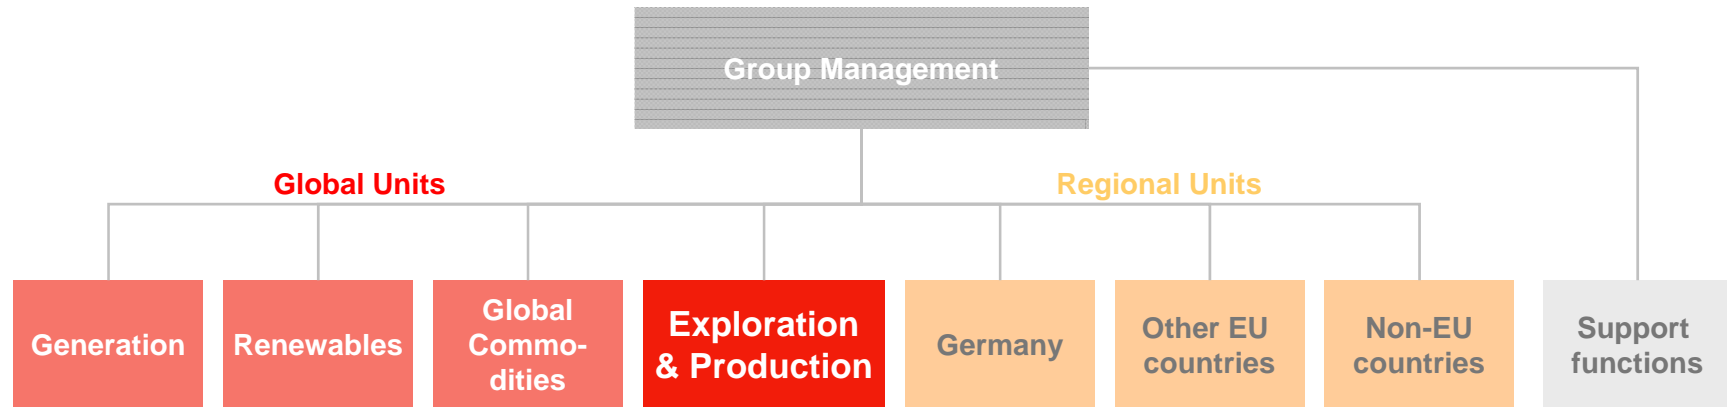 Group Management
Global Units
Regional Units
Generation
Renewables
Global
Commo-
dities
Exploration
& Production
Germany
Other EU
countries
Non-EU
countries
Support
functions